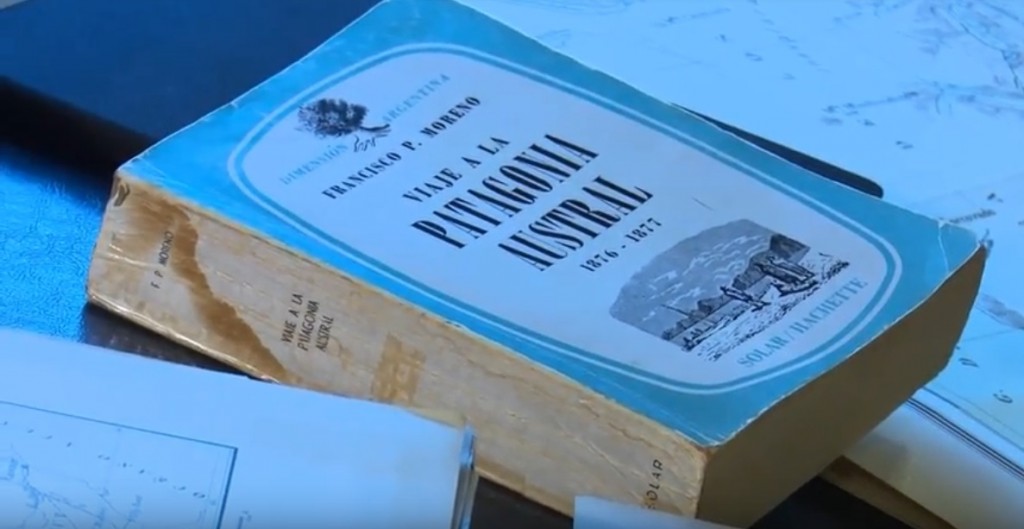 DIMENSIÓN ARGENTINA
FRANCISCO P. MORENO
VIAJE A LA
PATAGONIA
AUSTRAL
1876 - 1877
SOLAR / HACHETTE
F. P. MORENO
VIAJE A LA
PATAGONIA
AUSTRAL
SOLAR